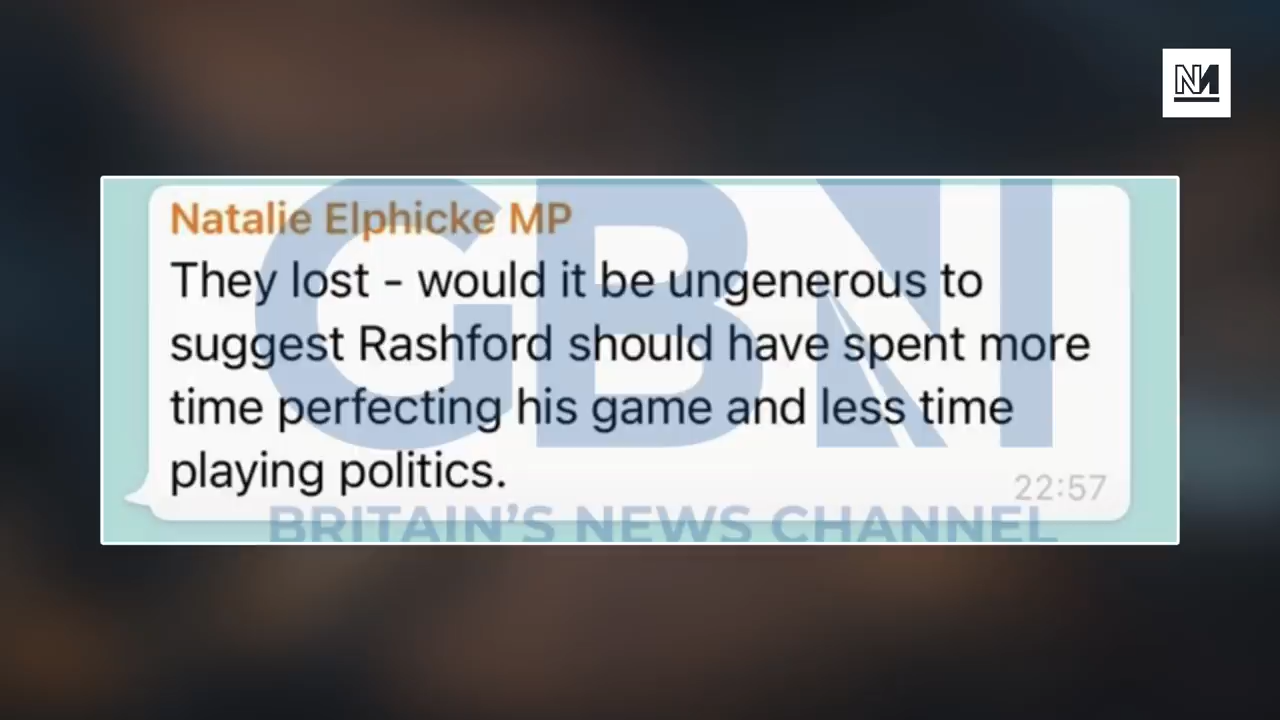 NM
Natalie Elphicke MP
They lost - would it be ungenerous to
suggest Rashford should have spent more
time perfecting his game and less time
playing politics.
22:57
GBN
BRITAIN'S NEWS CHANNEL